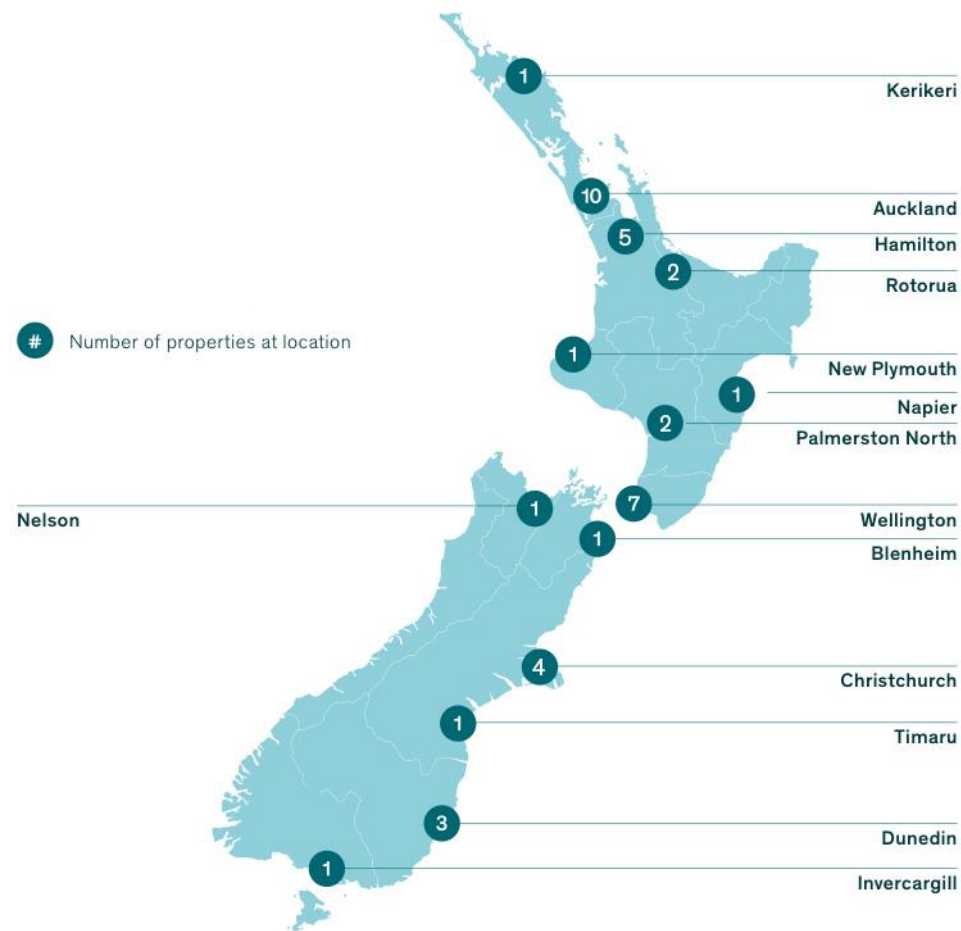 1
Kerikeri
10
Auckland
5
Hamilton
2
Rotorua
# Number of properties at location
1
New Plymouth
1
Napier
2
Palmerston North
1
Nelson
7
Wellington
1
Blenheim
4
Christchurch
1
Timaru
3
Dunedin
1
Invercargill